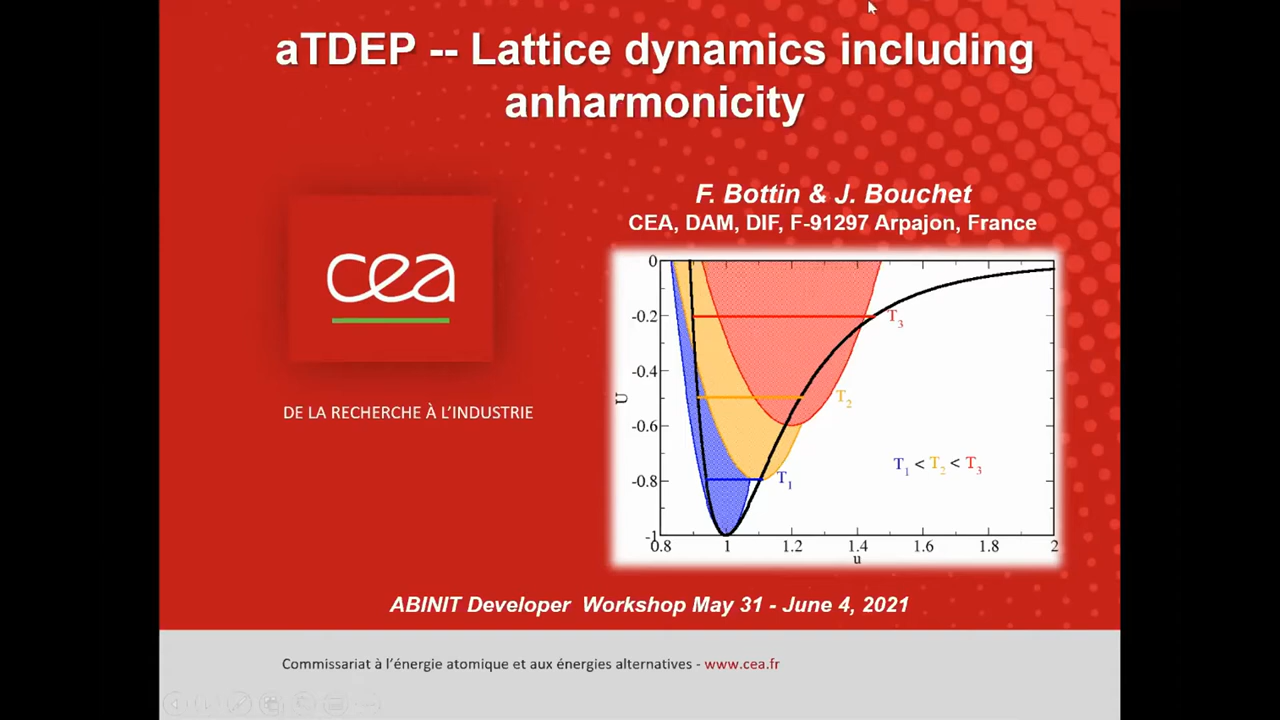 aTDEP -- Lattice dynamics including
anharmonicity
F. Bottin & J. Bouchet
CEA, DAM, DIF, F-91297 Arpajon, France
cea
DE LA RECHERCHE À L'INDUSTRIE
0
-0.2
-0.4
-0.6
-0.8
-1
U
T3
T2
T1
T1 < T2 < T3
0.8 1 1.2 1.4 1.6 1.8 2
u
ABINIT Developer Workshop May 31 - June 4, 2021
Commissariat à l'énergie atomique et aux énergies alternatives - www.cea.fr